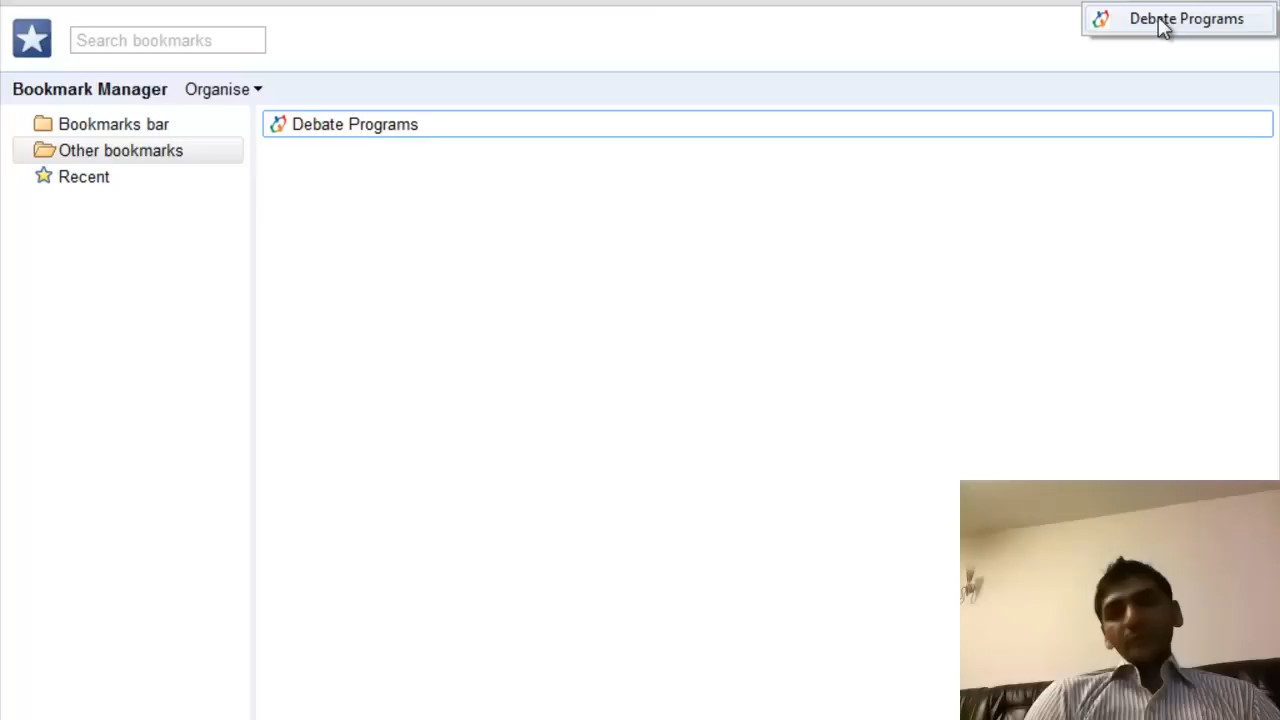 Debate Programs
Search bookmarks
Bookmark Manager Organise
Bookmarks bar
Debate Programs
Other bookmarks
Recent